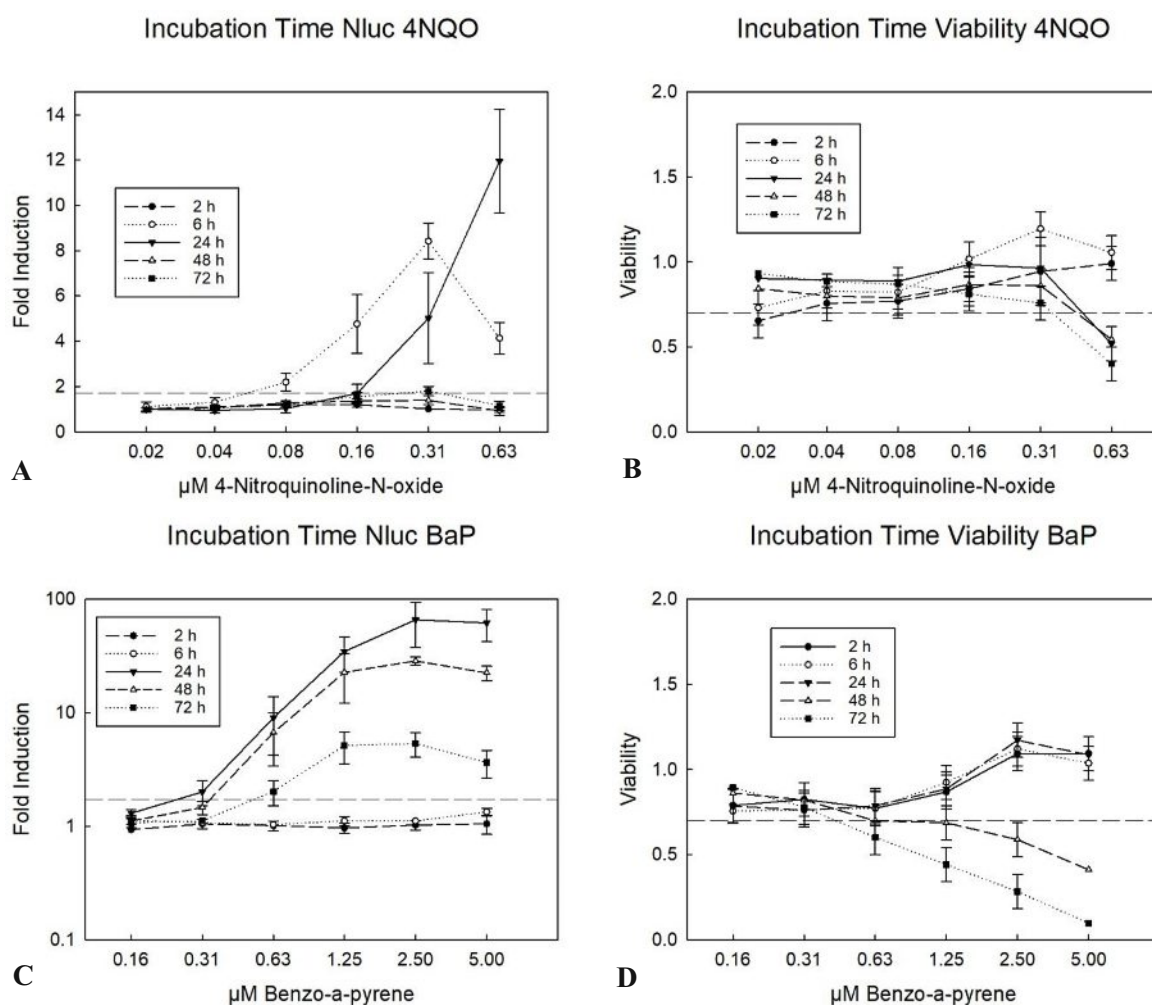 Incubation Time Nluc 4NQO
14
12
10
8
6
4
2
0
Fold Induction
2 h
6 h
24 h
48 h
72 h
0.02 0.04 0.08 0.16 0.31 0.63
µM 4-Nitroquinoline-N-oxide
A
Incubation Time Viability 4NQO
2.0
1.5
1.0
0.5
0.0
Viability
2 h
6 h
24 h
48 h
72 h
0.02 0.04 0.08 0.16 0.31 0.63
µM 4-Nitroquinoline-N-oxide
B
Incubation Time Nluc BaP
100
10
1
0.1
Fold Induction
2 h
6 h
24 h
48 h
72 h
0.16 0.31 0.63 1.25 2.50 5.00
µM Benzo-a-pyrene
C
Incubation Time Viability BaP
2.0
1.5
1.0
0.5
0.0
Viability
2 h
6 h
24 h
48 h
72 h
0.16 0.31 0.63 1.25 2.50 5.00
µM Benzo-a-pyrene
D